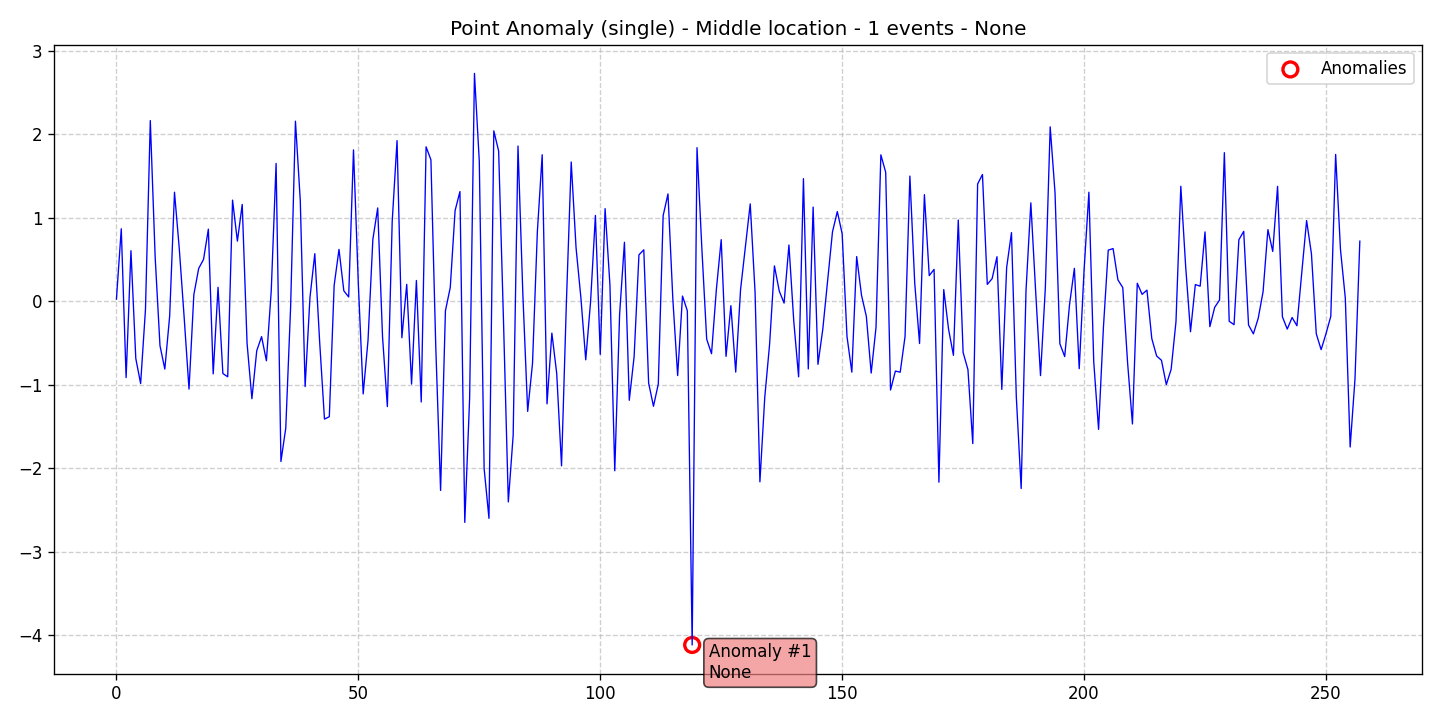 Point Anomaly (single) - Middle location - 1 events - None
Anomalies
3
2
1
0
−1
−2
−3
−4
Anomaly #1
None
0 50 100 150 200 250